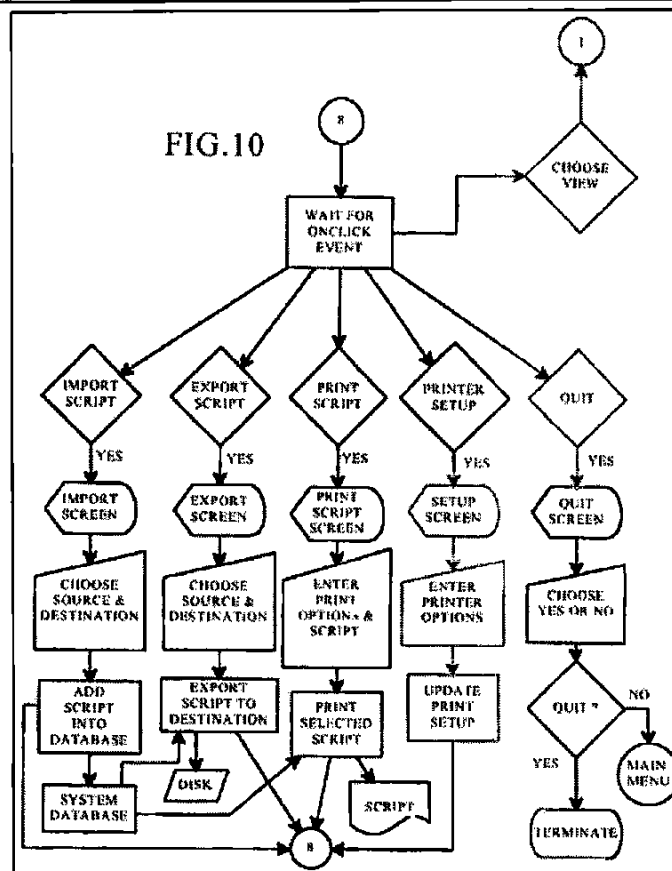 1
8
FIG.10
CHOOSE
VIEW
WAIT FOR
ONCLICK
EVENT
IMPORT
SCRIPT
EXPORT
SCRIPT
PRINT
SCRIPT
PRINTER
SETUP
QUIT
YES
YES
YES
YES
YES
IMPORT
SCREEN
EXPORT
SCREEN
PRINT
SCRIPT
SCREEN
SETUP
SCREEN
QUIT
SCREEN
CHOOSE
SOURCE &
DESTINATION
CHOOSE
SOURCE &
DESTINATION
ENTER
PRINT
OPTIONS &
SCRIPT
ENTER
PRINTER
OPTIONS
CHOOSE
YES OR NO
ADD
SCRIPT
INTO
DATABASE
EXPORT
SCRIPT TO
DESTINATION
PRINT
SELECTED
SCRIPT
UPDATE
PRINT
SETUP
QUIT ?
NO
YES
MAIN
MENU
SYSTEM
DATABASE
DISK
SCRIPT
8
TERMINATE